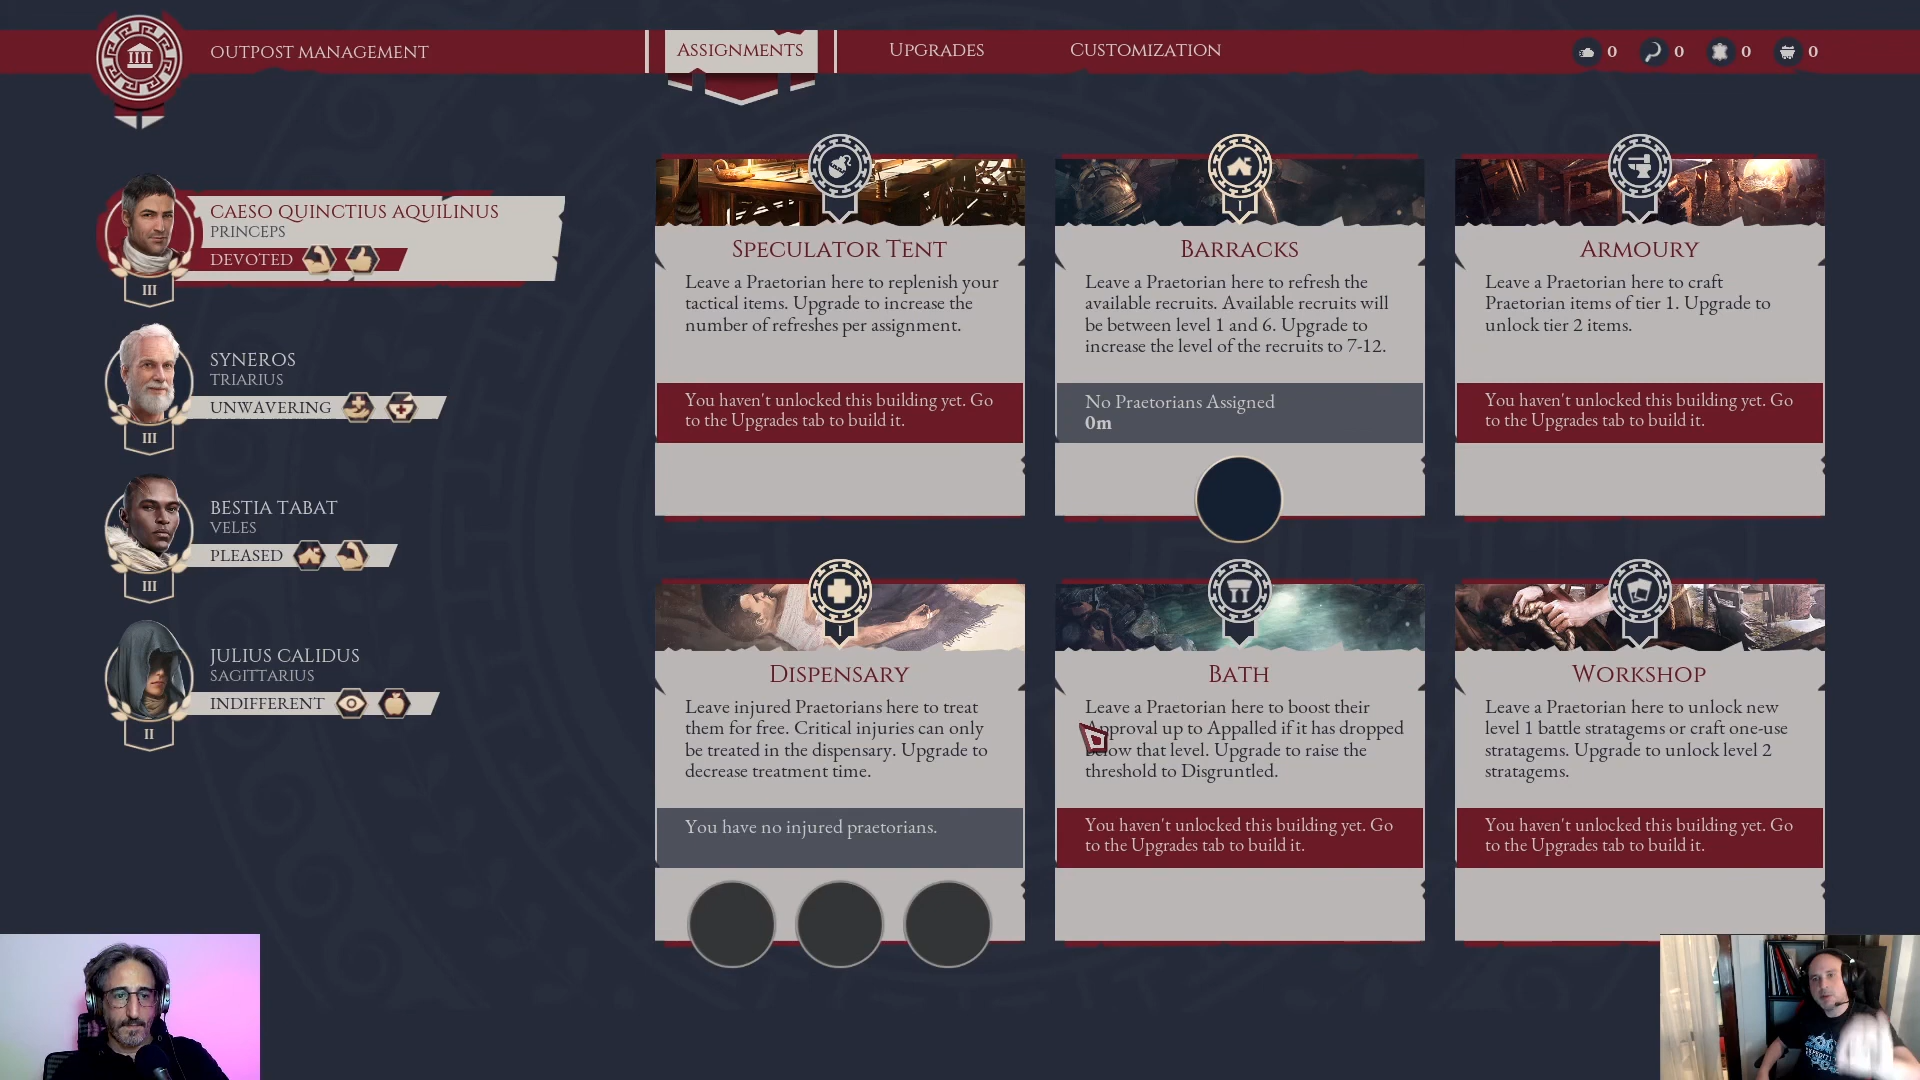 OUTPOST MANAGEMENT
ASSIGNMENTS
UPGRADES
CUSTOMIZATION
0
0
0
0
CAESO QUINCTIUS AQUILINUS
PRINCEPS
DEVOTED
III
SYNEROS
TRIARIUS
UNWAVERING
III
BESTIA TABAT
VELES
PLEASED
III
JULIUS CALIDUS
SAGITTARIUS
INDIFFERENT
II
SPECULATOR TENT
Leave a Praetorian here to replenish your
tactical items. Upgrade to increase the
number of refreshes per assignment.
You haven't unlocked this building yet. Go
to the Upgrades tab to build it.
I
BARRACKS
Leave a Praetorian here to refresh the
available recruits. Available recruits will
be between level 1 and 6. Upgrade to
increase the level of the recruits to 7-12.
No Praetorians Assigned
0m
ARMOURY
Leave a Praetorian here to craft
Praetorian items of tier 1. Upgrade to
unlock tier 2 items.
You haven't unlocked this building yet. Go
to the Upgrades tab to build it.
I
DISPENSARY
Leave injured Praetorians here to treat
them for free. Critical injuries can only
be treated in the dispensary. Upgrade to
decrease treatment time.
You have no injured praetorians.
BATH
Leave a Praetorian here to boost their
Approval up to Appalled if it has dropped
below that level. Upgrade to raise the
threshold to Disgruntled.
You haven't unlocked this building yet. Go
to the Upgrades tab to build it.
WORKSHOP
Leave a Praetorian here to unlock new
level 1 battle stratagems or craft one-use
stratagems. Upgrade to unlock level 2
stratagems.
You haven't unlocked this building yet. Go
to the Upgrades tab to build it.